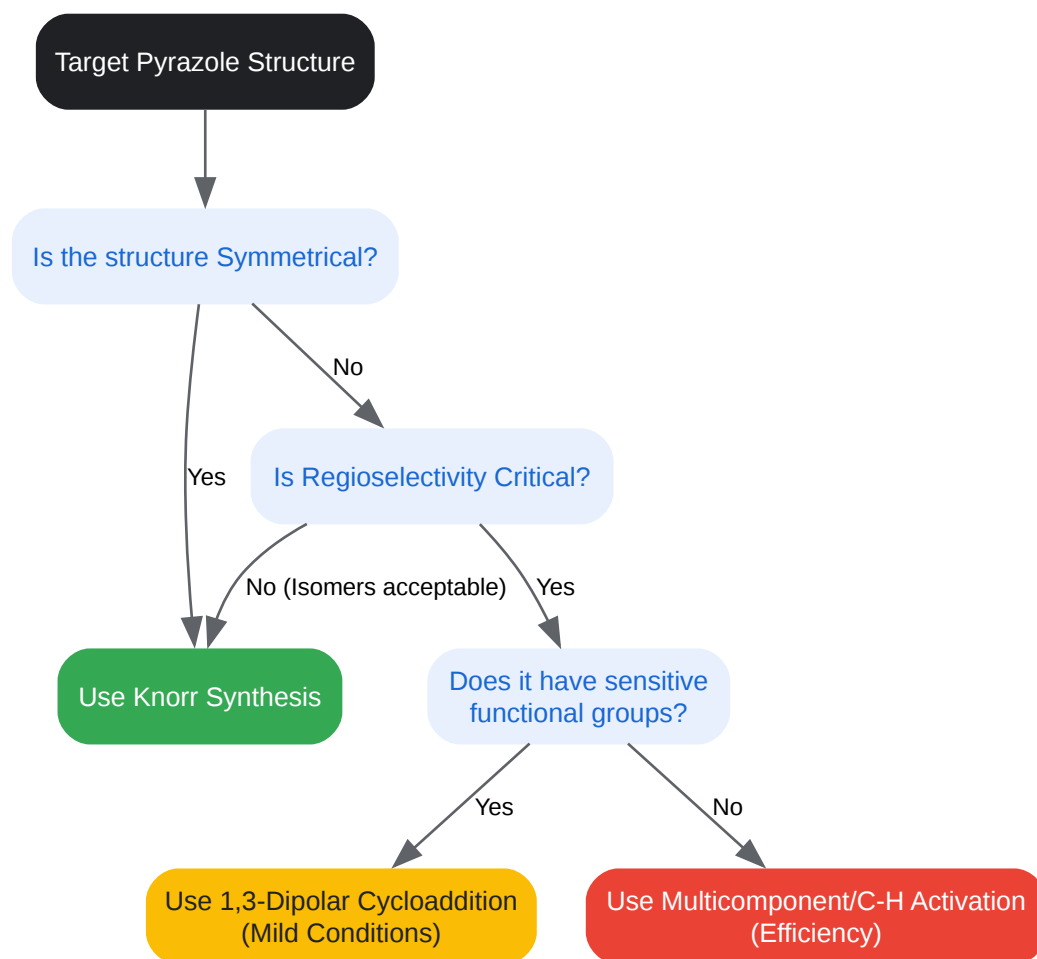 Target Pyrazole Structure
Is the structure Symmetrical?
No
Yes
Is Regioselectivity Critical?
No (Isomers acceptable)
Yes
Use Knorr Synthesis
Does it have sensitive
functional groups?
Yes
No
Use 1,3-Dipolar Cycloaddition
(Mild Conditions)
Use Multicomponent/C-H Activation
(Efficiency)